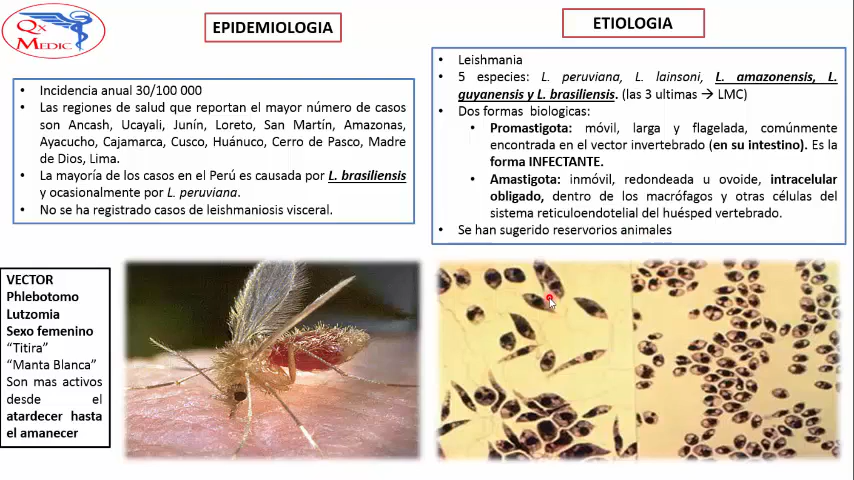 Qx
MEDIC
EPIDEMIOLOGIA
• Incidencia anual 30/100 000
• Las regiones de salud que reportan el mayor número de casos
son Ancash, Ucayali, Junín, Loreto, San Martín, Amazonas,
Ayacucho, Cajamarca, Cusco, Huánuco, Cerro de Pasco, Madre
de Dios, Lima.
• La mayoría de los casos en el Perú es causada por L. brasiliensis
y ocasionalmente por L. peruviana.
• No se ha registrado casos de leishmaniosis visceral.
ETIOLOGIA
• Leishmania
• 5 especies: L. peruviana, L. lainsoni, L. amazonensis, L.
guyanensis y L. brasiliensis. (las 3 ultimas → LMC)
• Dos formas biologicas:
• Promastigota: móvil, larga y flagelada, comúnmente
encontrada en el vector invertebrado (en su intestino). Es la
forma INFECTANTE.
• Amastigota: inmóvil, redondeada u ovoide, intracelular
obligado, dentro de los macrófagos y otras células del
sistema reticuloendotelial del huésped vertebrado.
• Se han sugerido reservorios animales
VECTOR
Phlebotomo
Lutzomia
Sexo femenino
"Titira"
"Manta Blanca"
Son mas activos
desde el
atardecer hasta
el amanecer